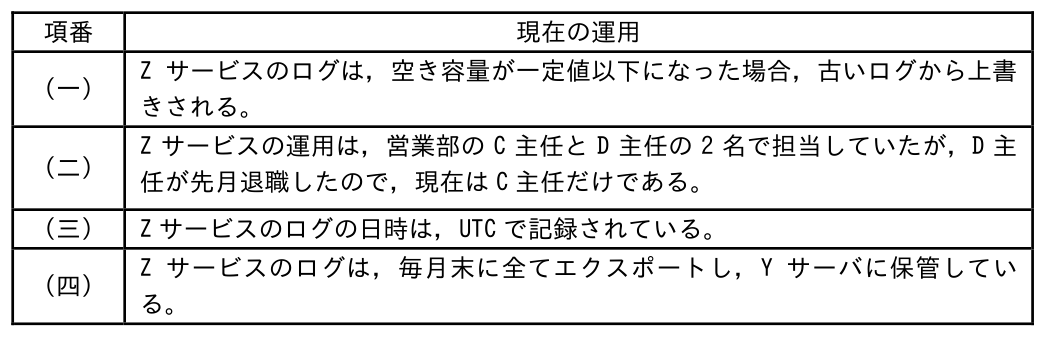 項番 現在の運用
（一） Z サービスのログは，空き容量が一定値以下になった場合，古いログから上書
きされる。
（二） Z サービスの運用は，営業部の C 主任と D 主任の 2 名で担当していたが，D 主
任が先月退職したので，現在は C 主任だけである。
（三） Z サービスのログの日時は，UTC で記録されている。
（四） Z サービスのログは，毎月末に全てエクスポートし，Y サーバに保管してい
る。